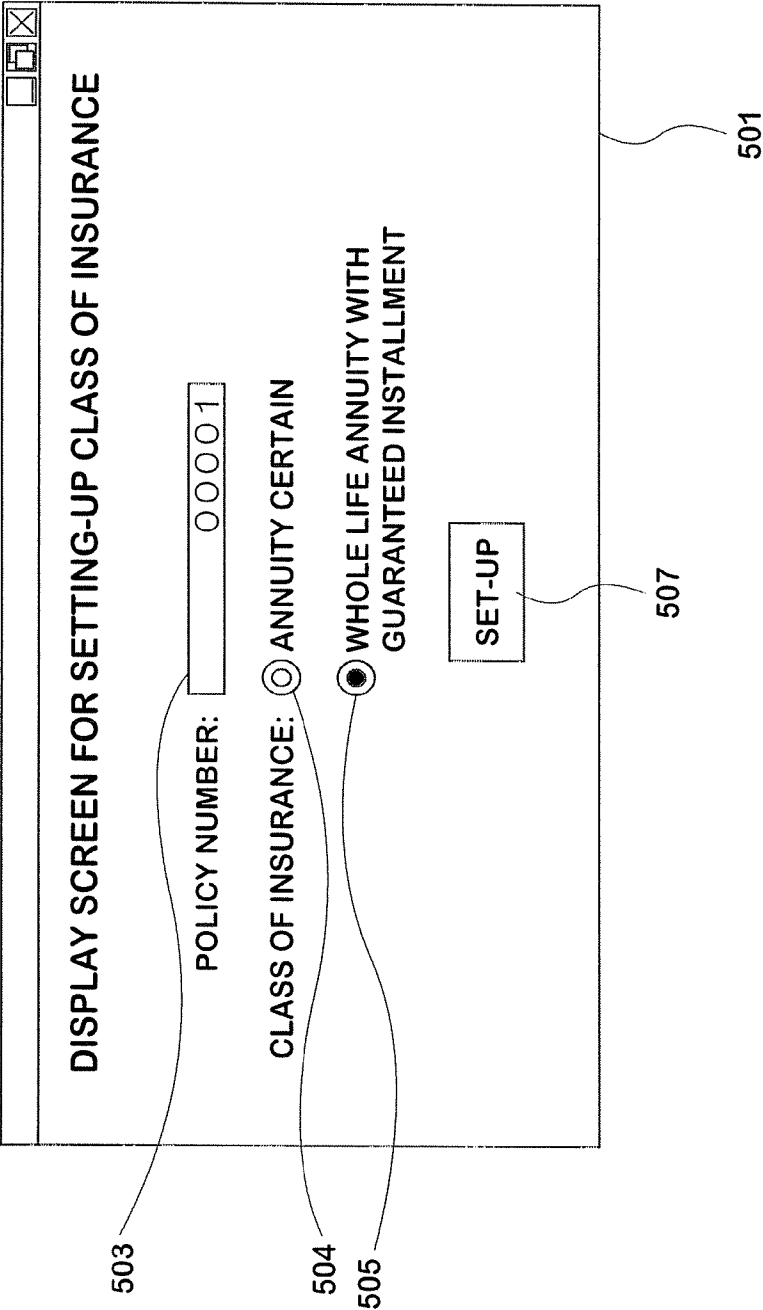 DISPLAY SCREEN FOR SETTING-UP CLASS OF INSURANCE
POLICY NUMBER: 00001
CLASS OF INSURANCE: ANNUITY CERTAIN
WHOLE LIFE ANNUITY WITH
GUARANTEED INSTALLMENT
SET-UP
503
504
505
507
501